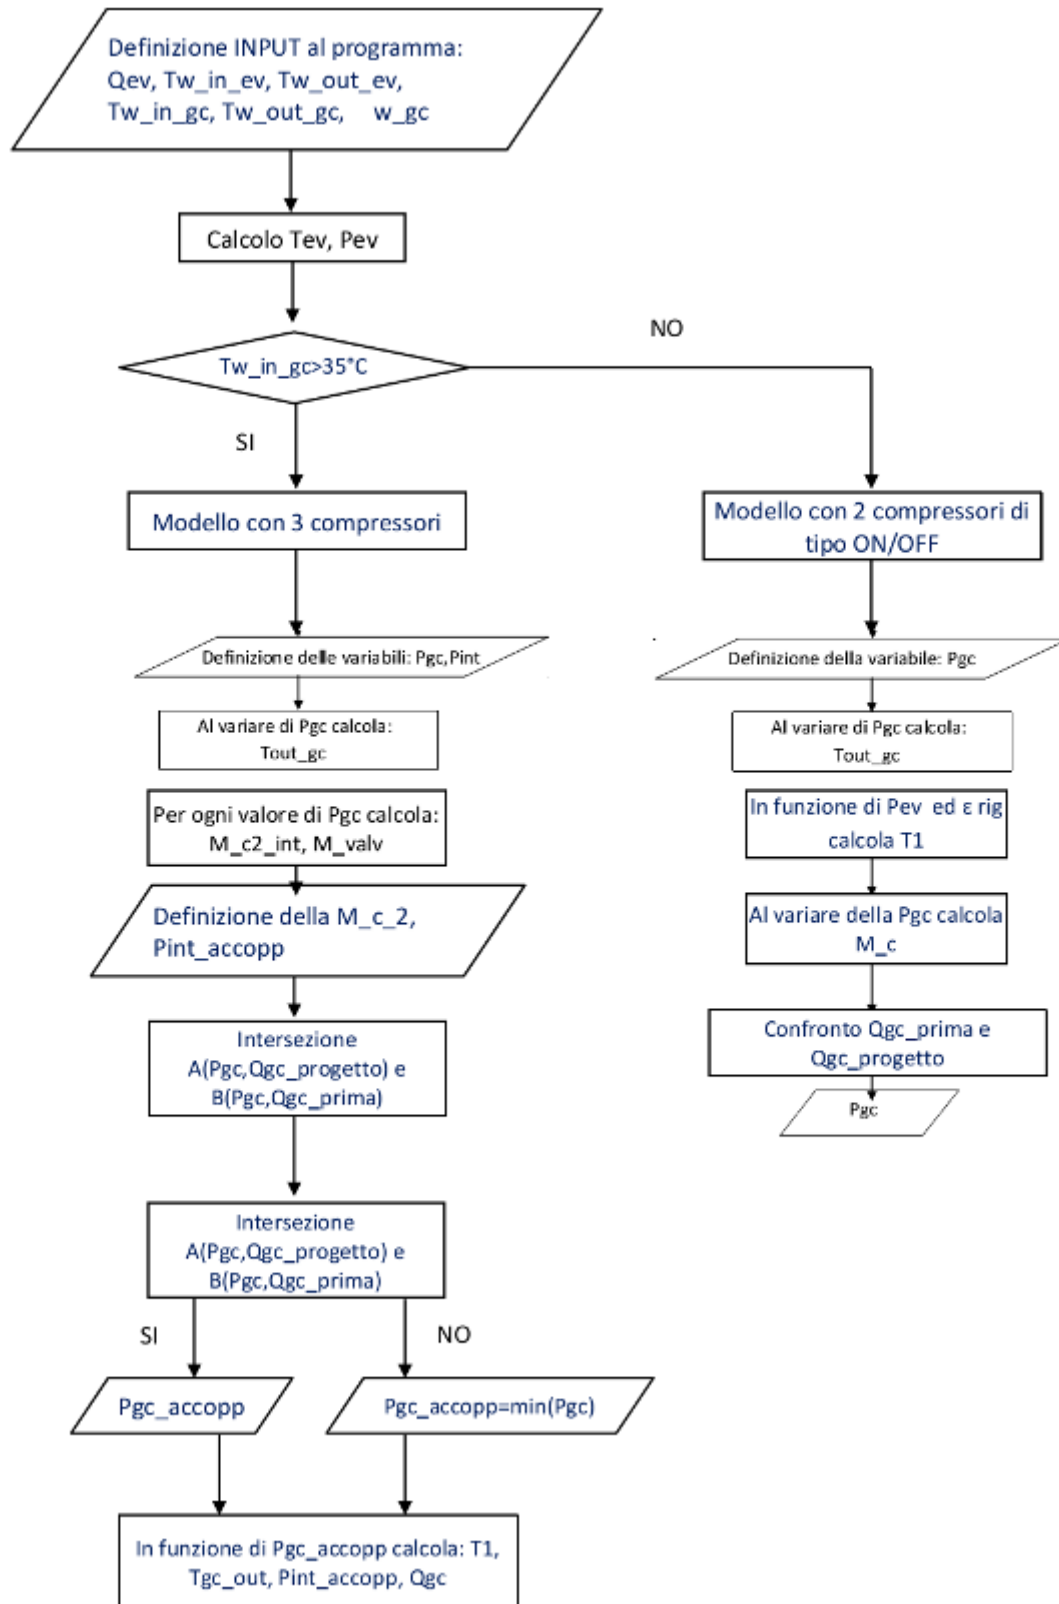 Definizione INPUT al programma:
Qev, Tw_in_ev, Tw_out_ev,
Tw_in_gc, Tw_out_gc, w_gc
Calcolo Tev, Pev
Tw_in_gc>35°C
NO
SI
Modello con 3 compressori
Definizione delle variabili: Pgc,Pint
Al variare di Pgc calcola:
Tout_gc
Per ogni valore di Pgc calcola:
M_c2_int, M_valv
Definizione della M_c_2,
Pint_accopp
Intersezione
A(Pgc,Qgc_progetto) e
B(Pgc,Qgc_prima)
Intersezione
A(Pgc,Qgc_progetto) e
B(Pgc,Qgc_prima)
SI
NO
Pgc_accopp
Pgc_accopp=min(Pgc)
In funzione di Pgc_accopp calcola: T1,
Tgc_out, Pint_accopp, Qgc
Modello con 2 compressori di
tipo ON/OFF
Definizione della variabile: Pgc
Al variare di Pgc calcola:
Tout_gc
In funzione di Pev ed ε rig
calcola T1
Al variare della Pgc calcola
M_c
Confronto Qgc_prima e
Qgc_progetto
Pgc